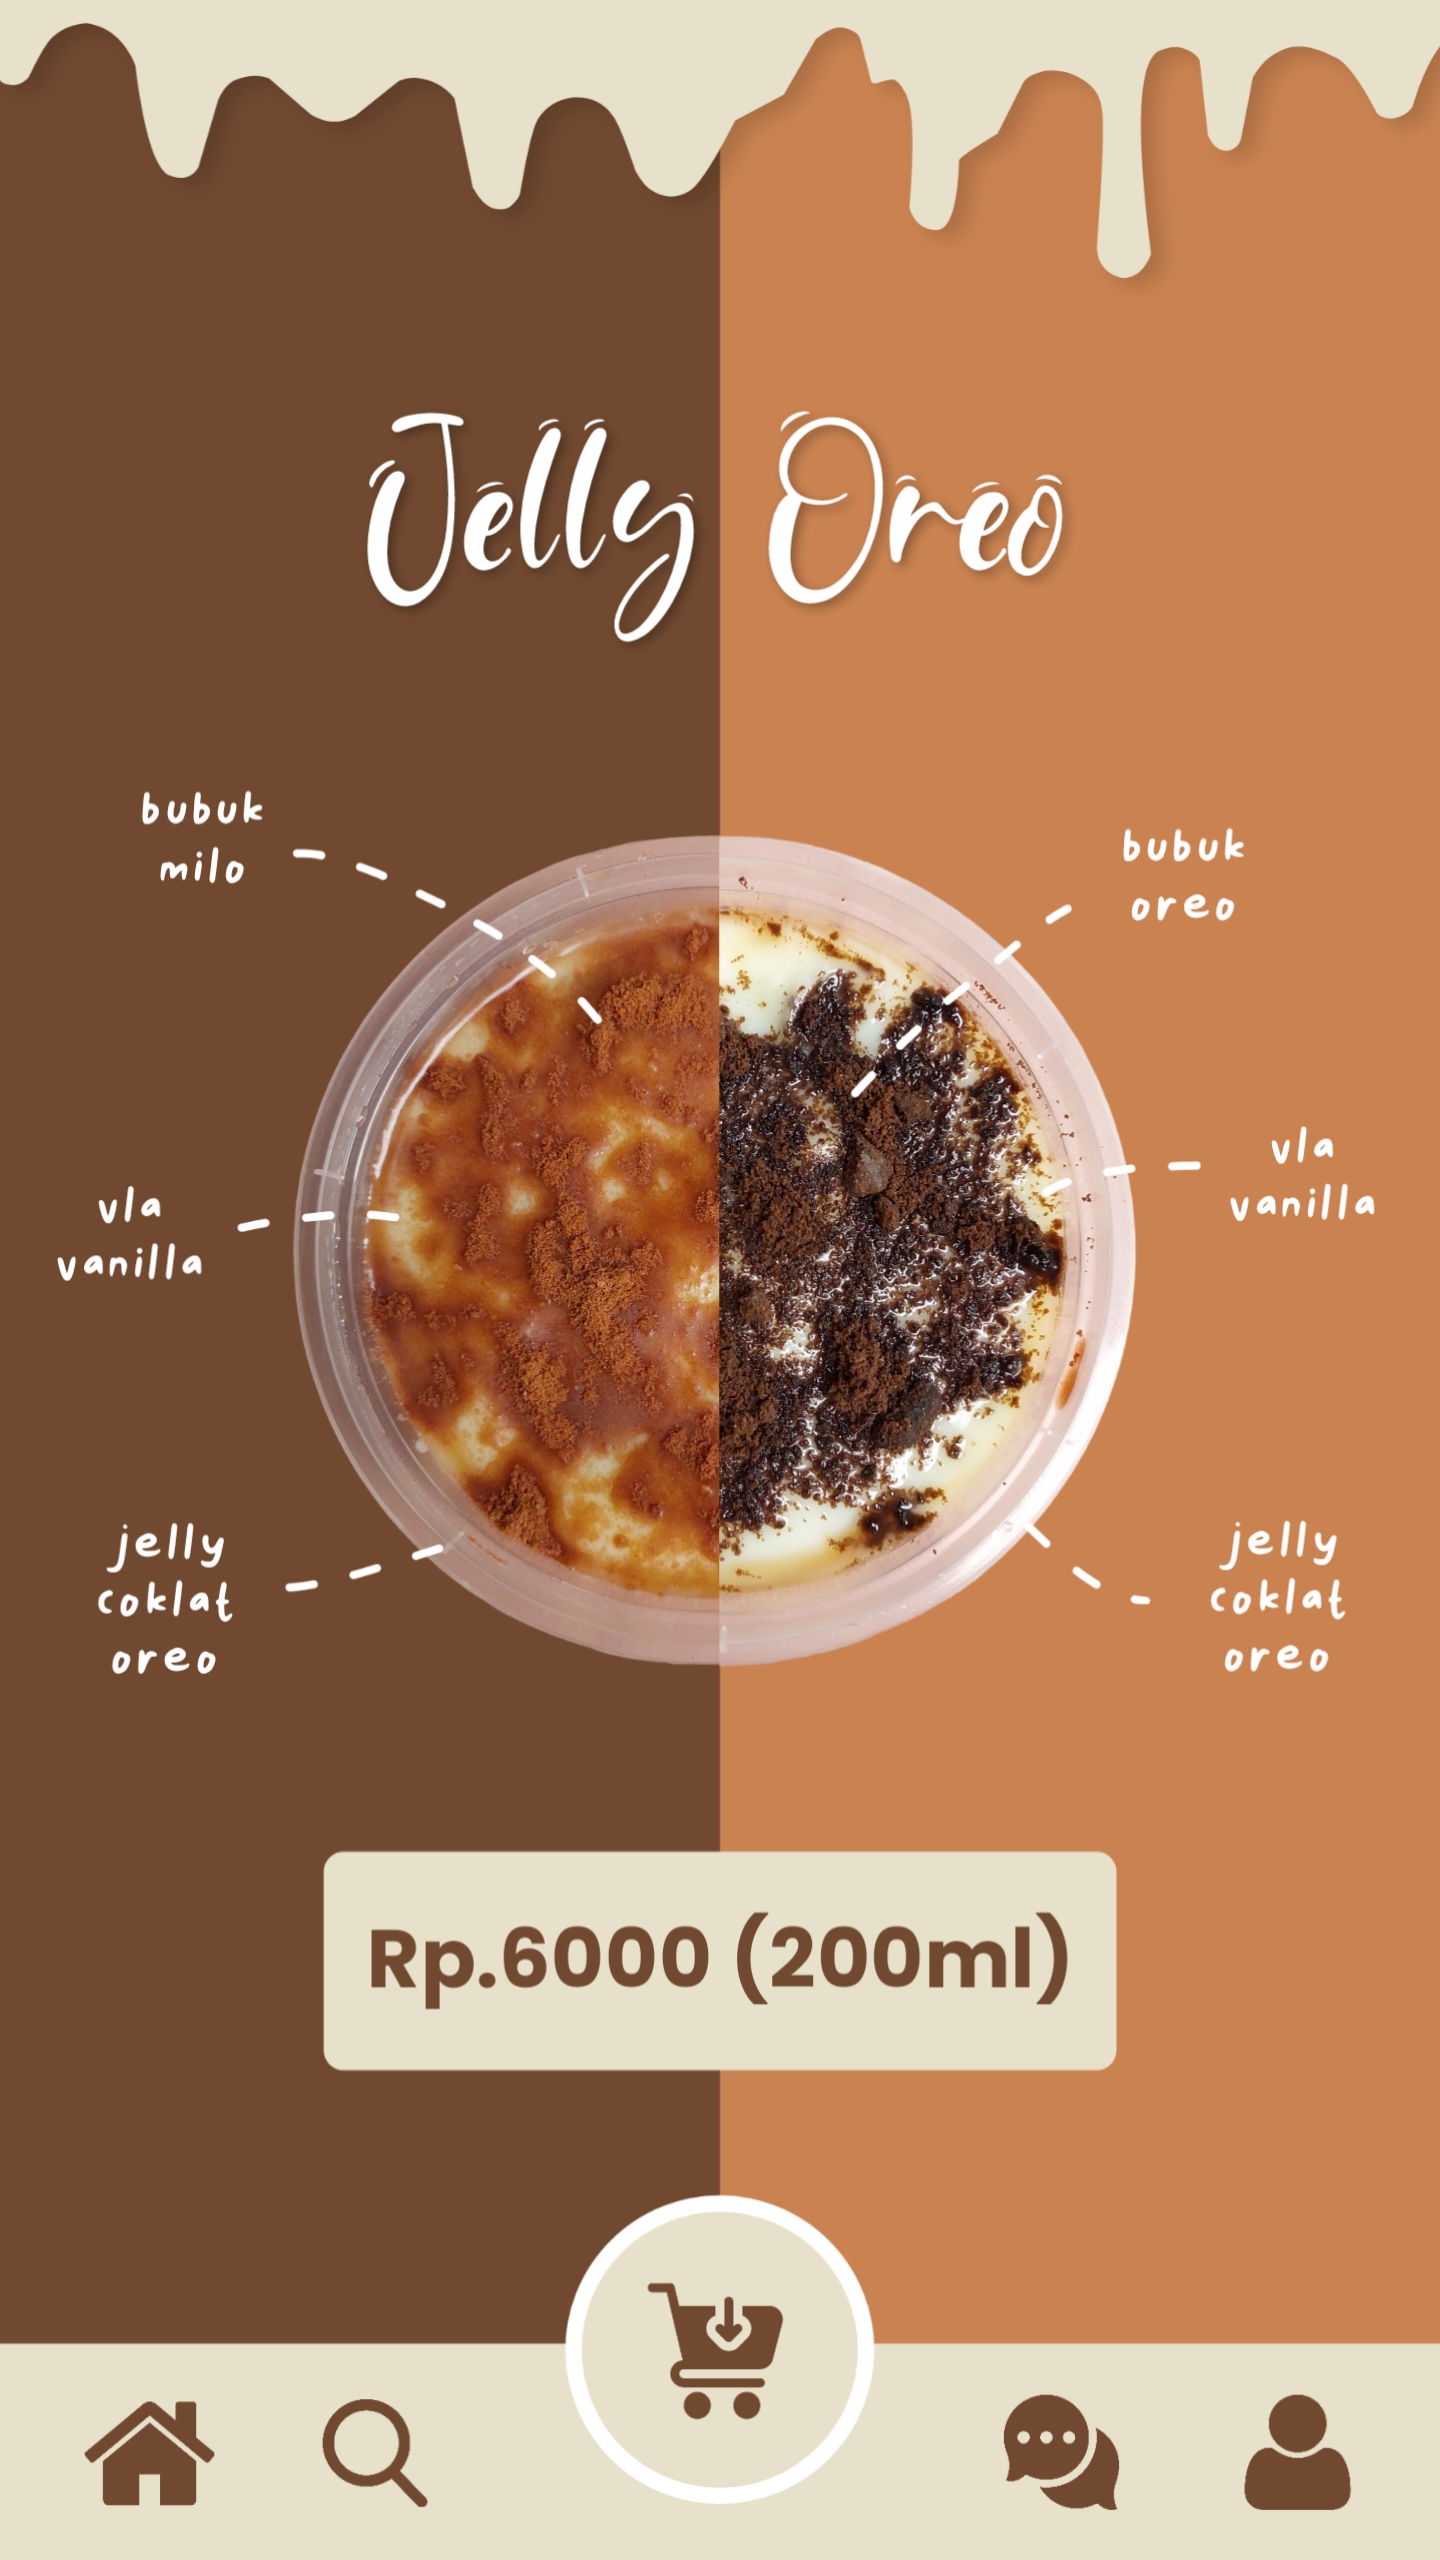 Jelly Oreo
bubuk
milo
bubuk
oreo
vla
vanilla
vla
vanilla
jelly
coklat
oreo
jelly
coklat
oreo
Rp.6000 (200ml)